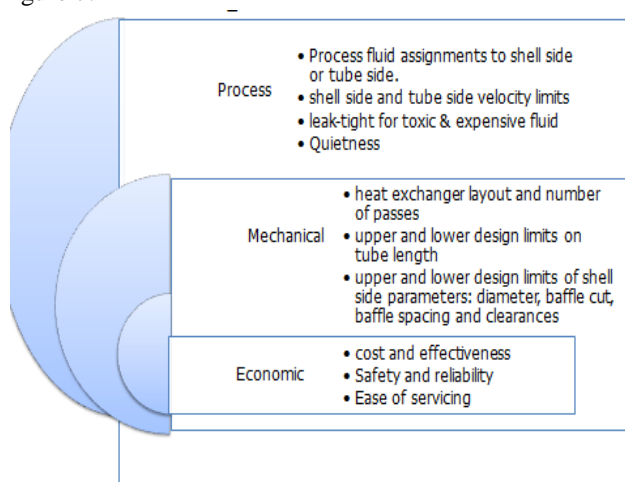 Process
• Process fluid assignments to shell side
or tube side.
• shell side and tube side velocity limits
• leak-tight for toxic & expensive fluid
• Quietness
Mechanical
• heat exchanger layout and number
of passes
• upper and lower design limits on
tube length
• upper and lower design limits of shell
side parameters: diameter, baffle cut,
baffle spacing and clearances
Economic
• cost and effectiveness
• Safety and reliability
• Ease of servicing